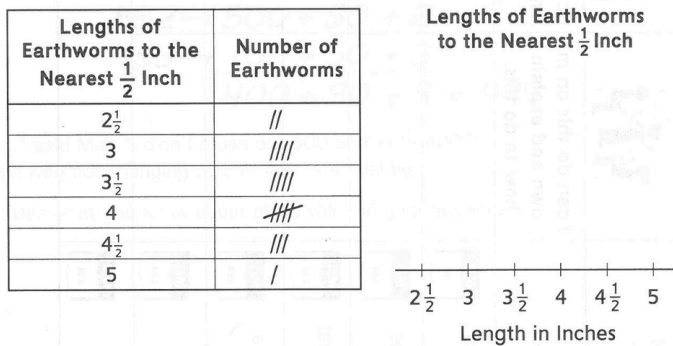 Lengths of
Earthworms to the
Nearest 1/2 Inch
Number of
Earthworms
2 1/2 //
3 ////
3 1/2 ////
4 ~~////~~
4 1/2 ///
5 /
Lengths of Earthworms
to the Nearest 1/2 Inch
2 1/2 3 3 1/2 4 4 1/2 5
Length in Inches